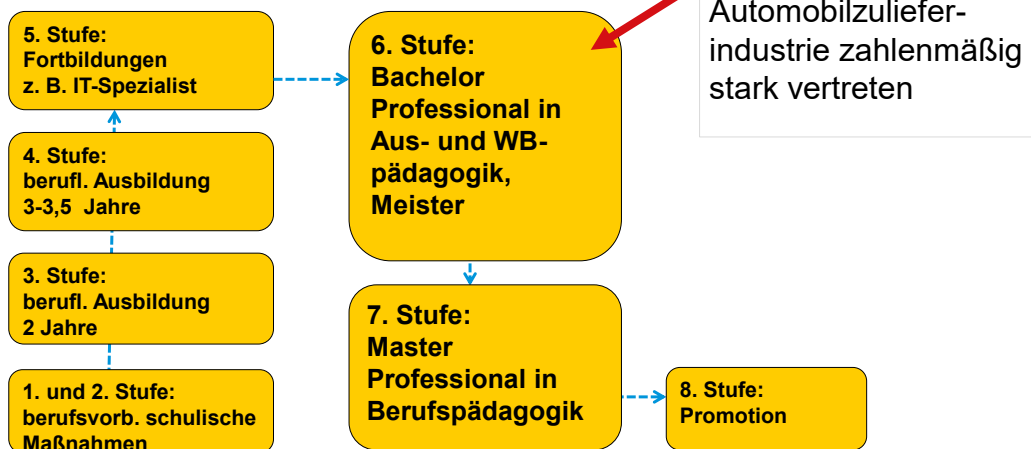 5. Stufe:
Fortbildungen
z. B. IT-Spezialist
4. Stufe:
berufl. Ausbildung
3-3,5 Jahre
3. Stufe:
berufl. Ausbildung
2 Jahre
1. und 2. Stufe:
berufsvorb. schulische
Maßnahmen
6. Stufe:
Bachelor
Professional in
Aus- und WB-
pädagogik,
Meister
7. Stufe:
Master
Professional in
Berufspädagogik
8. Stufe:
Promotion
Automobilzuliefer-
industrie zahlenmäßig
stark vertreten